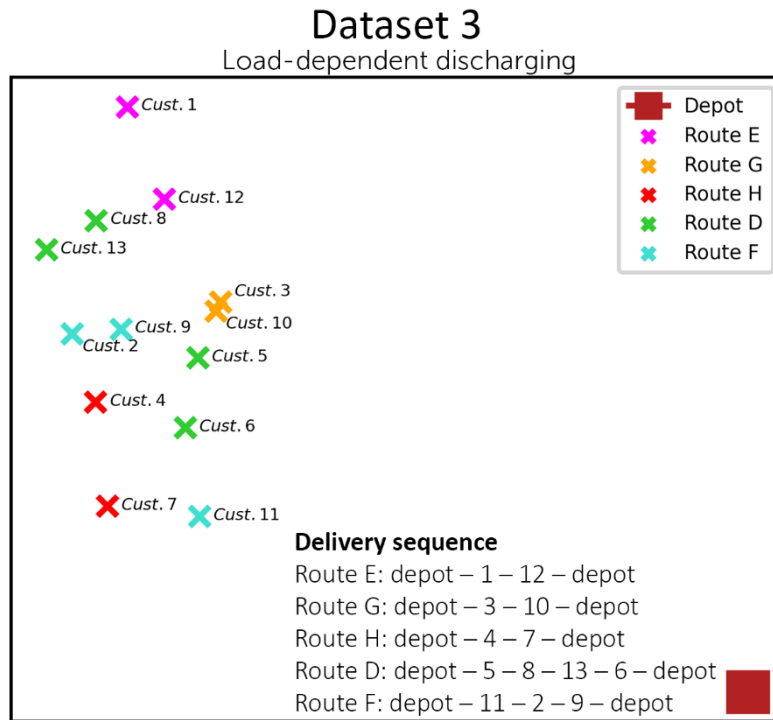 Dataset 3
Load-dependent discharging
Depot
Route E
Route G
Route H
Route D
Route F
Cust. 1
Cust. 12
Cust. 8
Cust. 13
Cust. 3
Cust. 10
Cust. 9
Cust. 2
Cust. 5
Cust. 4
Cust. 6
Cust. 7
Cust. 11
Delivery sequence
Route E: depot – 1 – 12 – depot
Route G: depot – 3 – 10 – depot
Route H: depot – 4 – 7 – depot
Route D: depot – 5 – 8 – 13 – 6 – depot
Route F: depot – 11 – 2 – 9 – depot